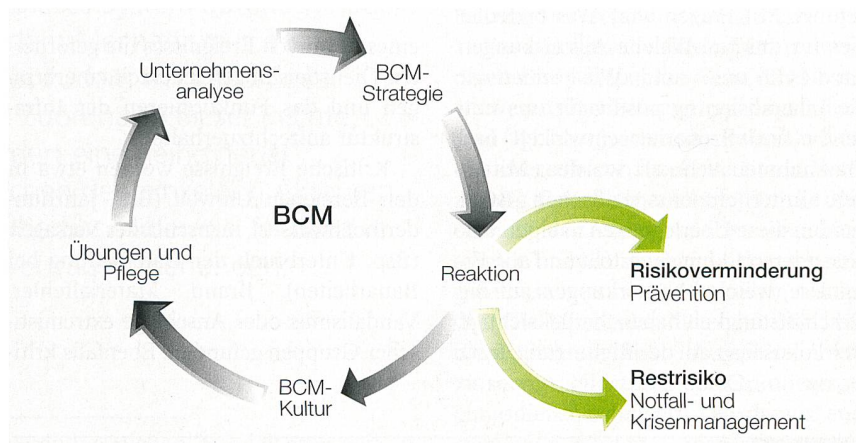 Unternehmens-
analyse
BCM-
Strategie
BCM
Übungen und
Pflege
Reaktion
Risikoverminderung
Prävention
BCM-
Kultur
Restrisiko
Notfall- und
Krisenmanagement